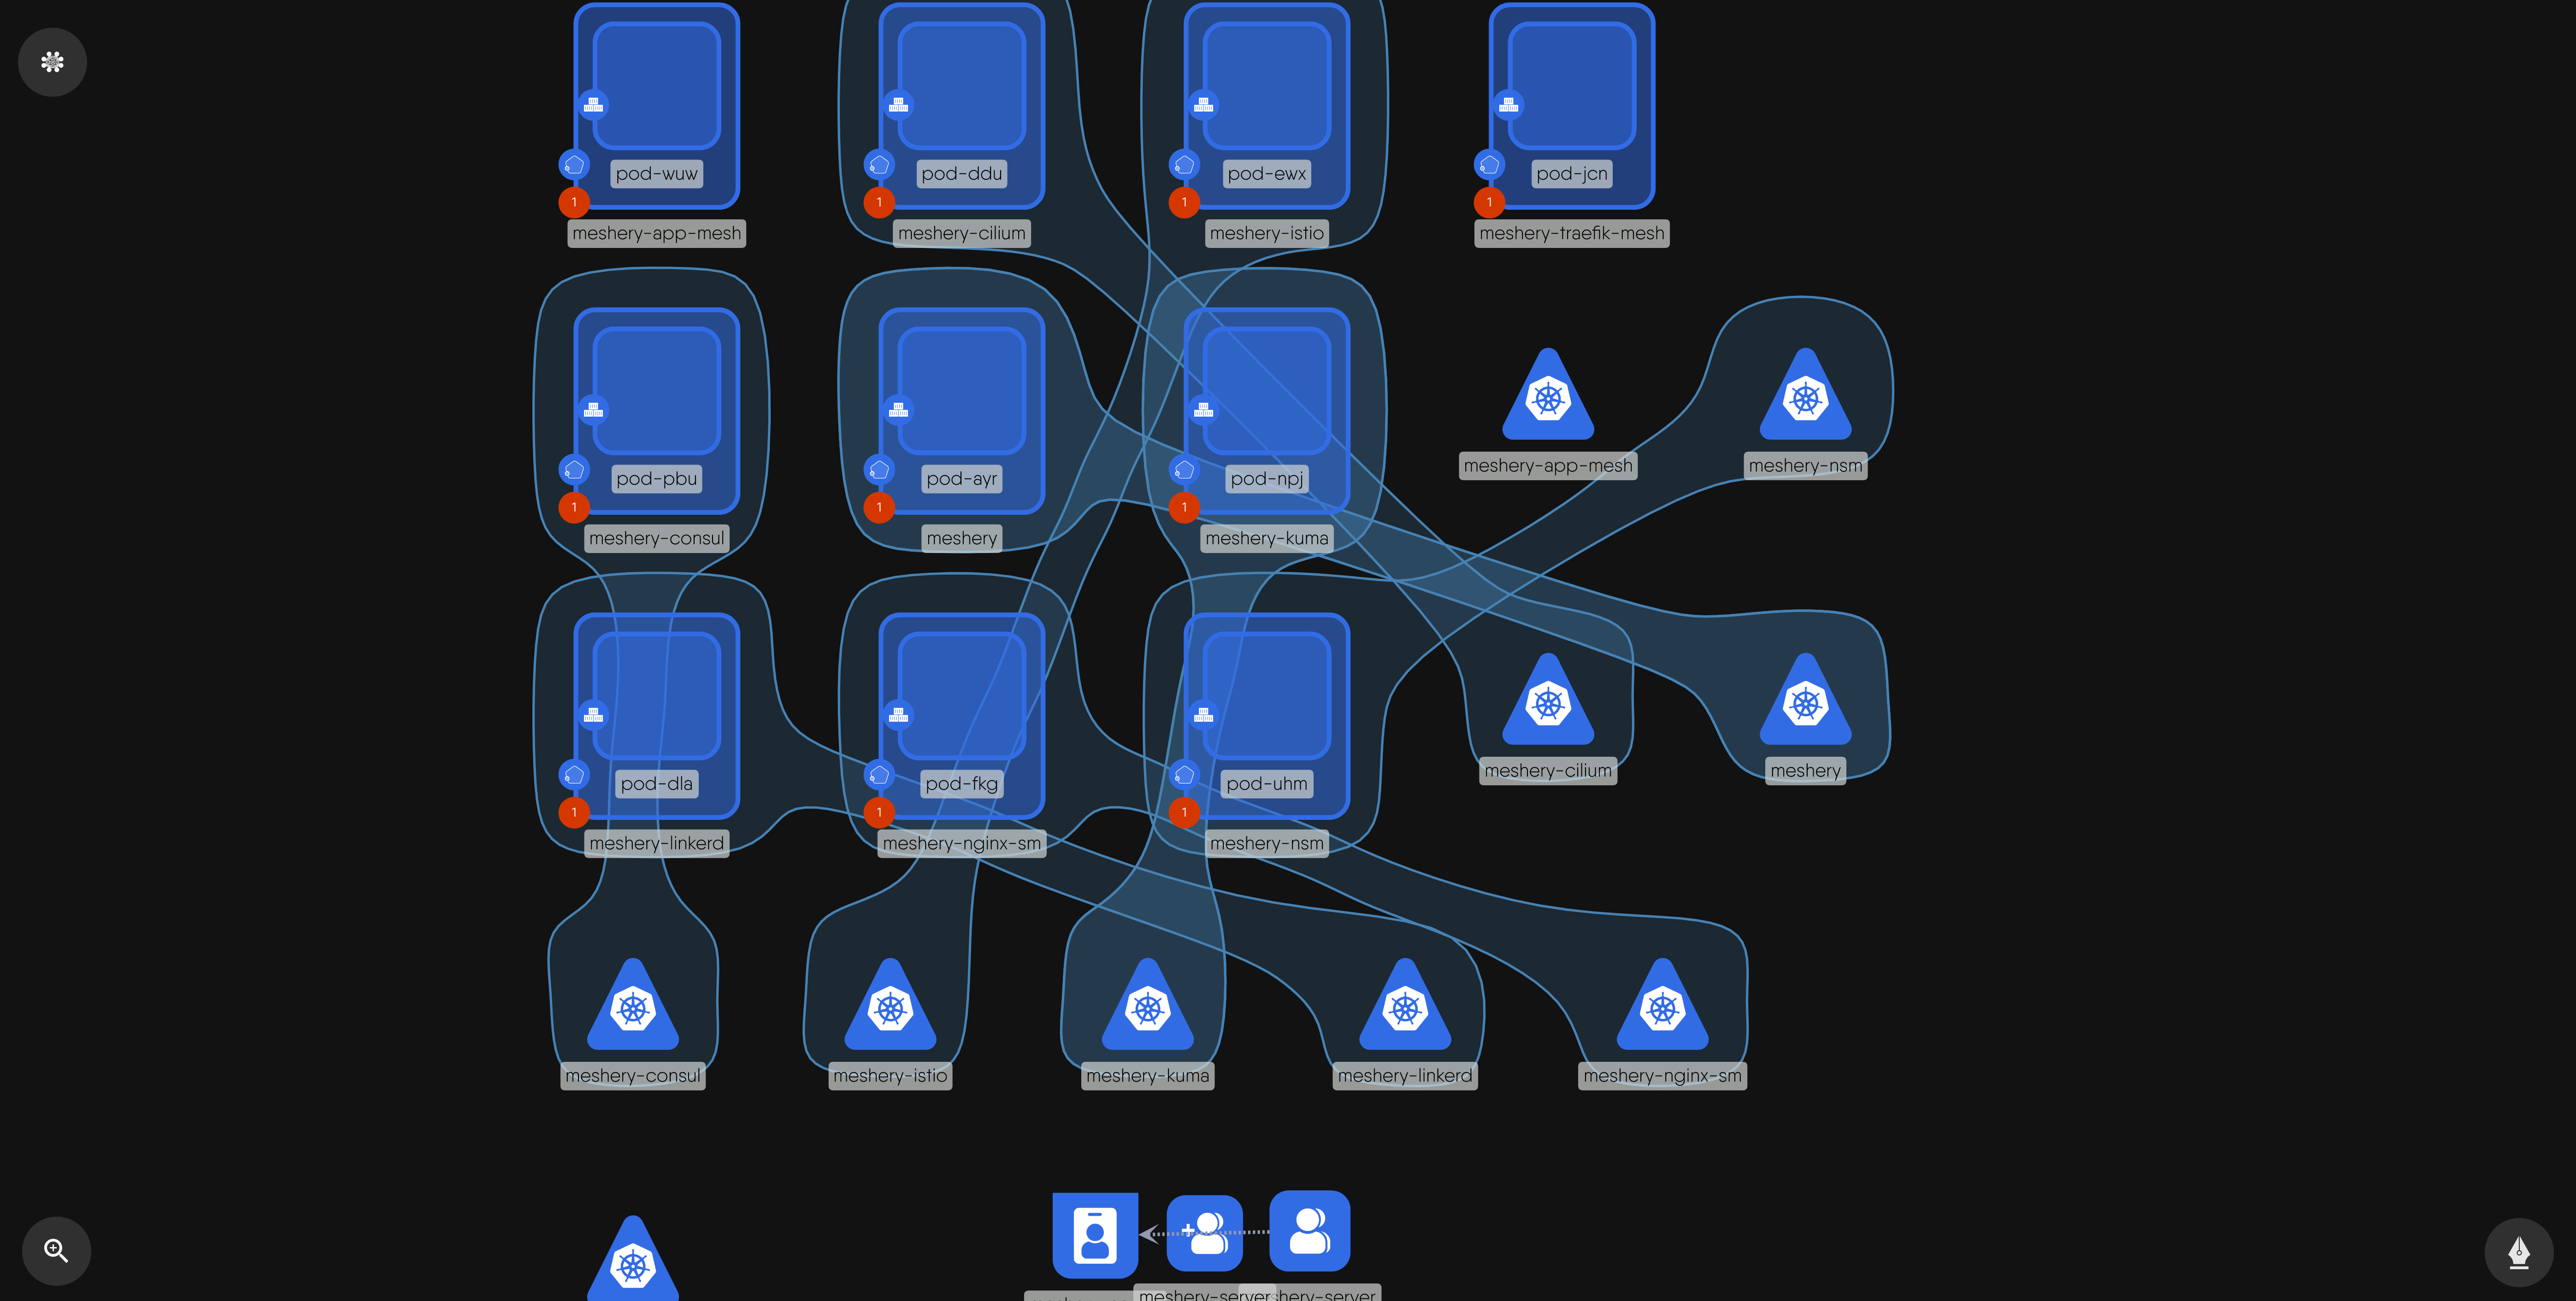 pod-wuw
pod-ddu
pod-ewx
pod-jcn
1
1
1
1
meshery-app-mesh
meshery-cilium
meshery-istio
meshery-traefik-mesh
meshery-app-mesh
meshery-nsm
pod-pbu
pod-ayr
pod-npj
1
1
1
meshery-consul
meshery
meshery-kuma
meshery-cilium
meshery
pod-dla
pod-fkg
pod-uhm
1
1
1
meshery-linkerd
meshery-nginx-sm
meshery-nsm
meshery-consul
meshery-istio
meshery-kuma
meshery-linkerd
meshery-nginx-sm
meshery-server